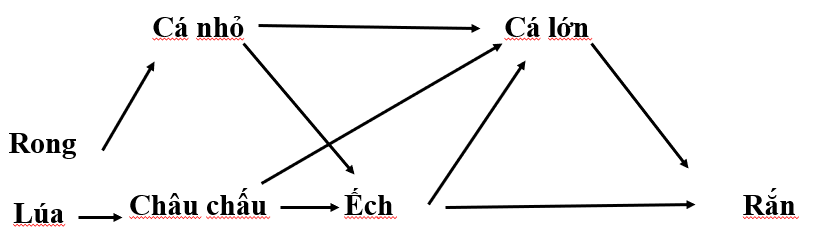 Cá nhỏ Cá lớn
Rong
Lúa Châu chấu Ếch Rắn